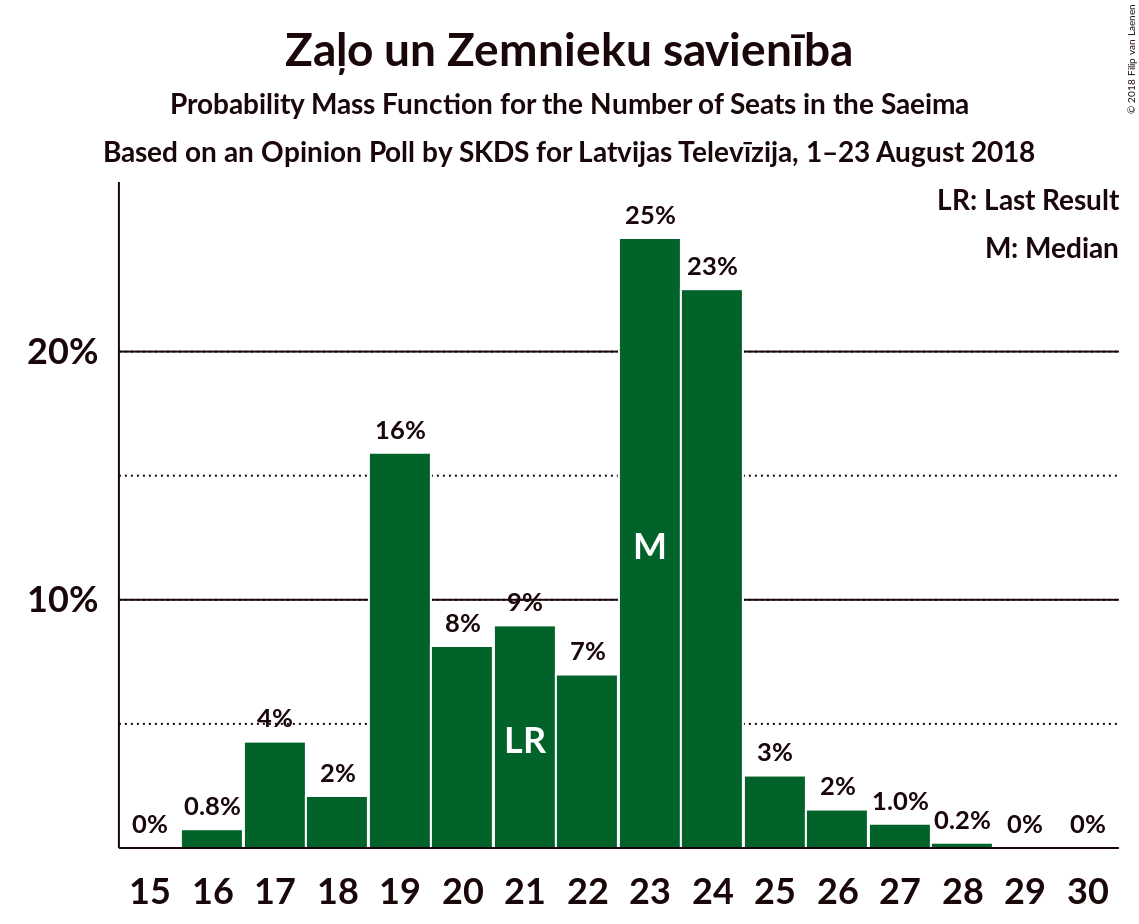 Zaļo un Zemnieku savienība
Probability Mass Function for the Number of Seats in the Saeima
Based on an Opinion Poll by SKDS for Latvijas Televīzija, 1–23 August 2018
© 2018 Filip van Laenen
LR: Last Result
M: Median
20%
10%
0%
0.8%
4%
2%
16%
8%
9%
7%
25%
23%
3%
2%
1.0%
0.2%
0%
0%
LR
M
15 16 17 18 19 20 21 22 23 24 25 26 27 28 29 30